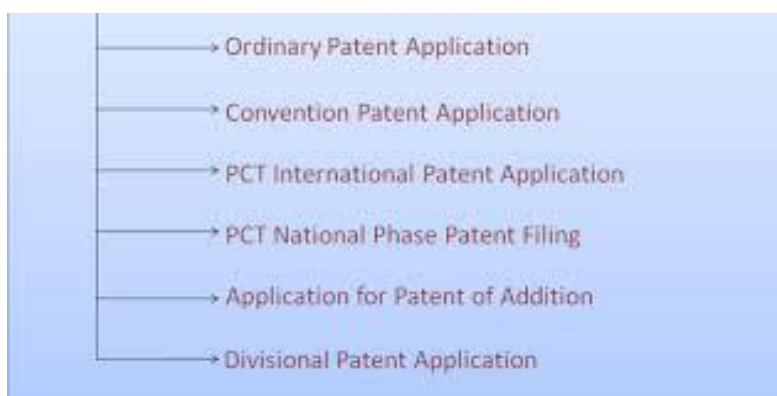 Ordinary Patent Application
Convention Patent Application
PCT International Patent Application
PCT National Phase Patent Filing
Application for Patent of Addition
Divisional Patent Application